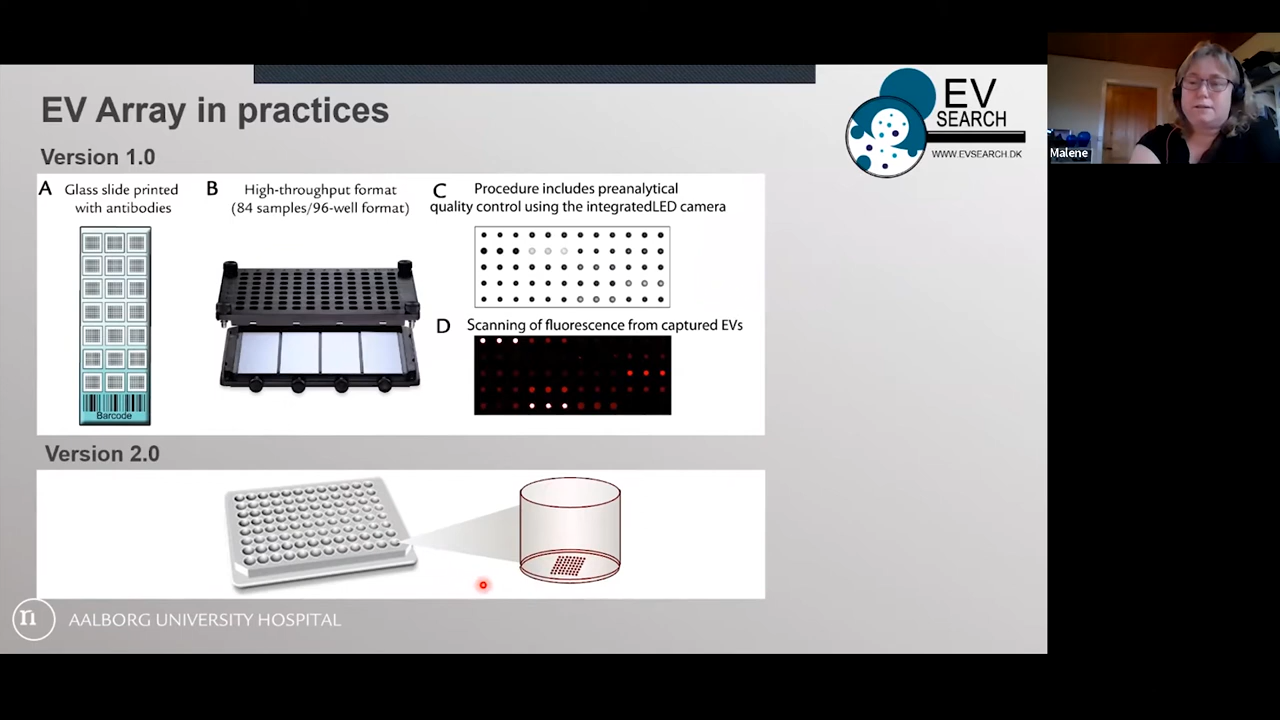 EV Array in practices
Version 1.0
A
Glass slide printed
with antibodies
B
High-throughput format
(84 samples/96-well format)
C
Procedure includes preanalytical
quality control using the integratedLED camera
D
Scanning of fluorescence from captured EVs
Barcode
Version 2.0
n
AALBORG UNIVERSITY HOSPITAL
EV
SEARCH
WWW.EVSEARCH.DK
Malene